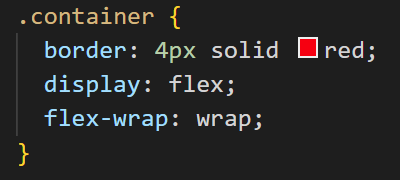 .container {
  border: 4px solid red;
  display: flex;
  flex-wrap: wrap;
}